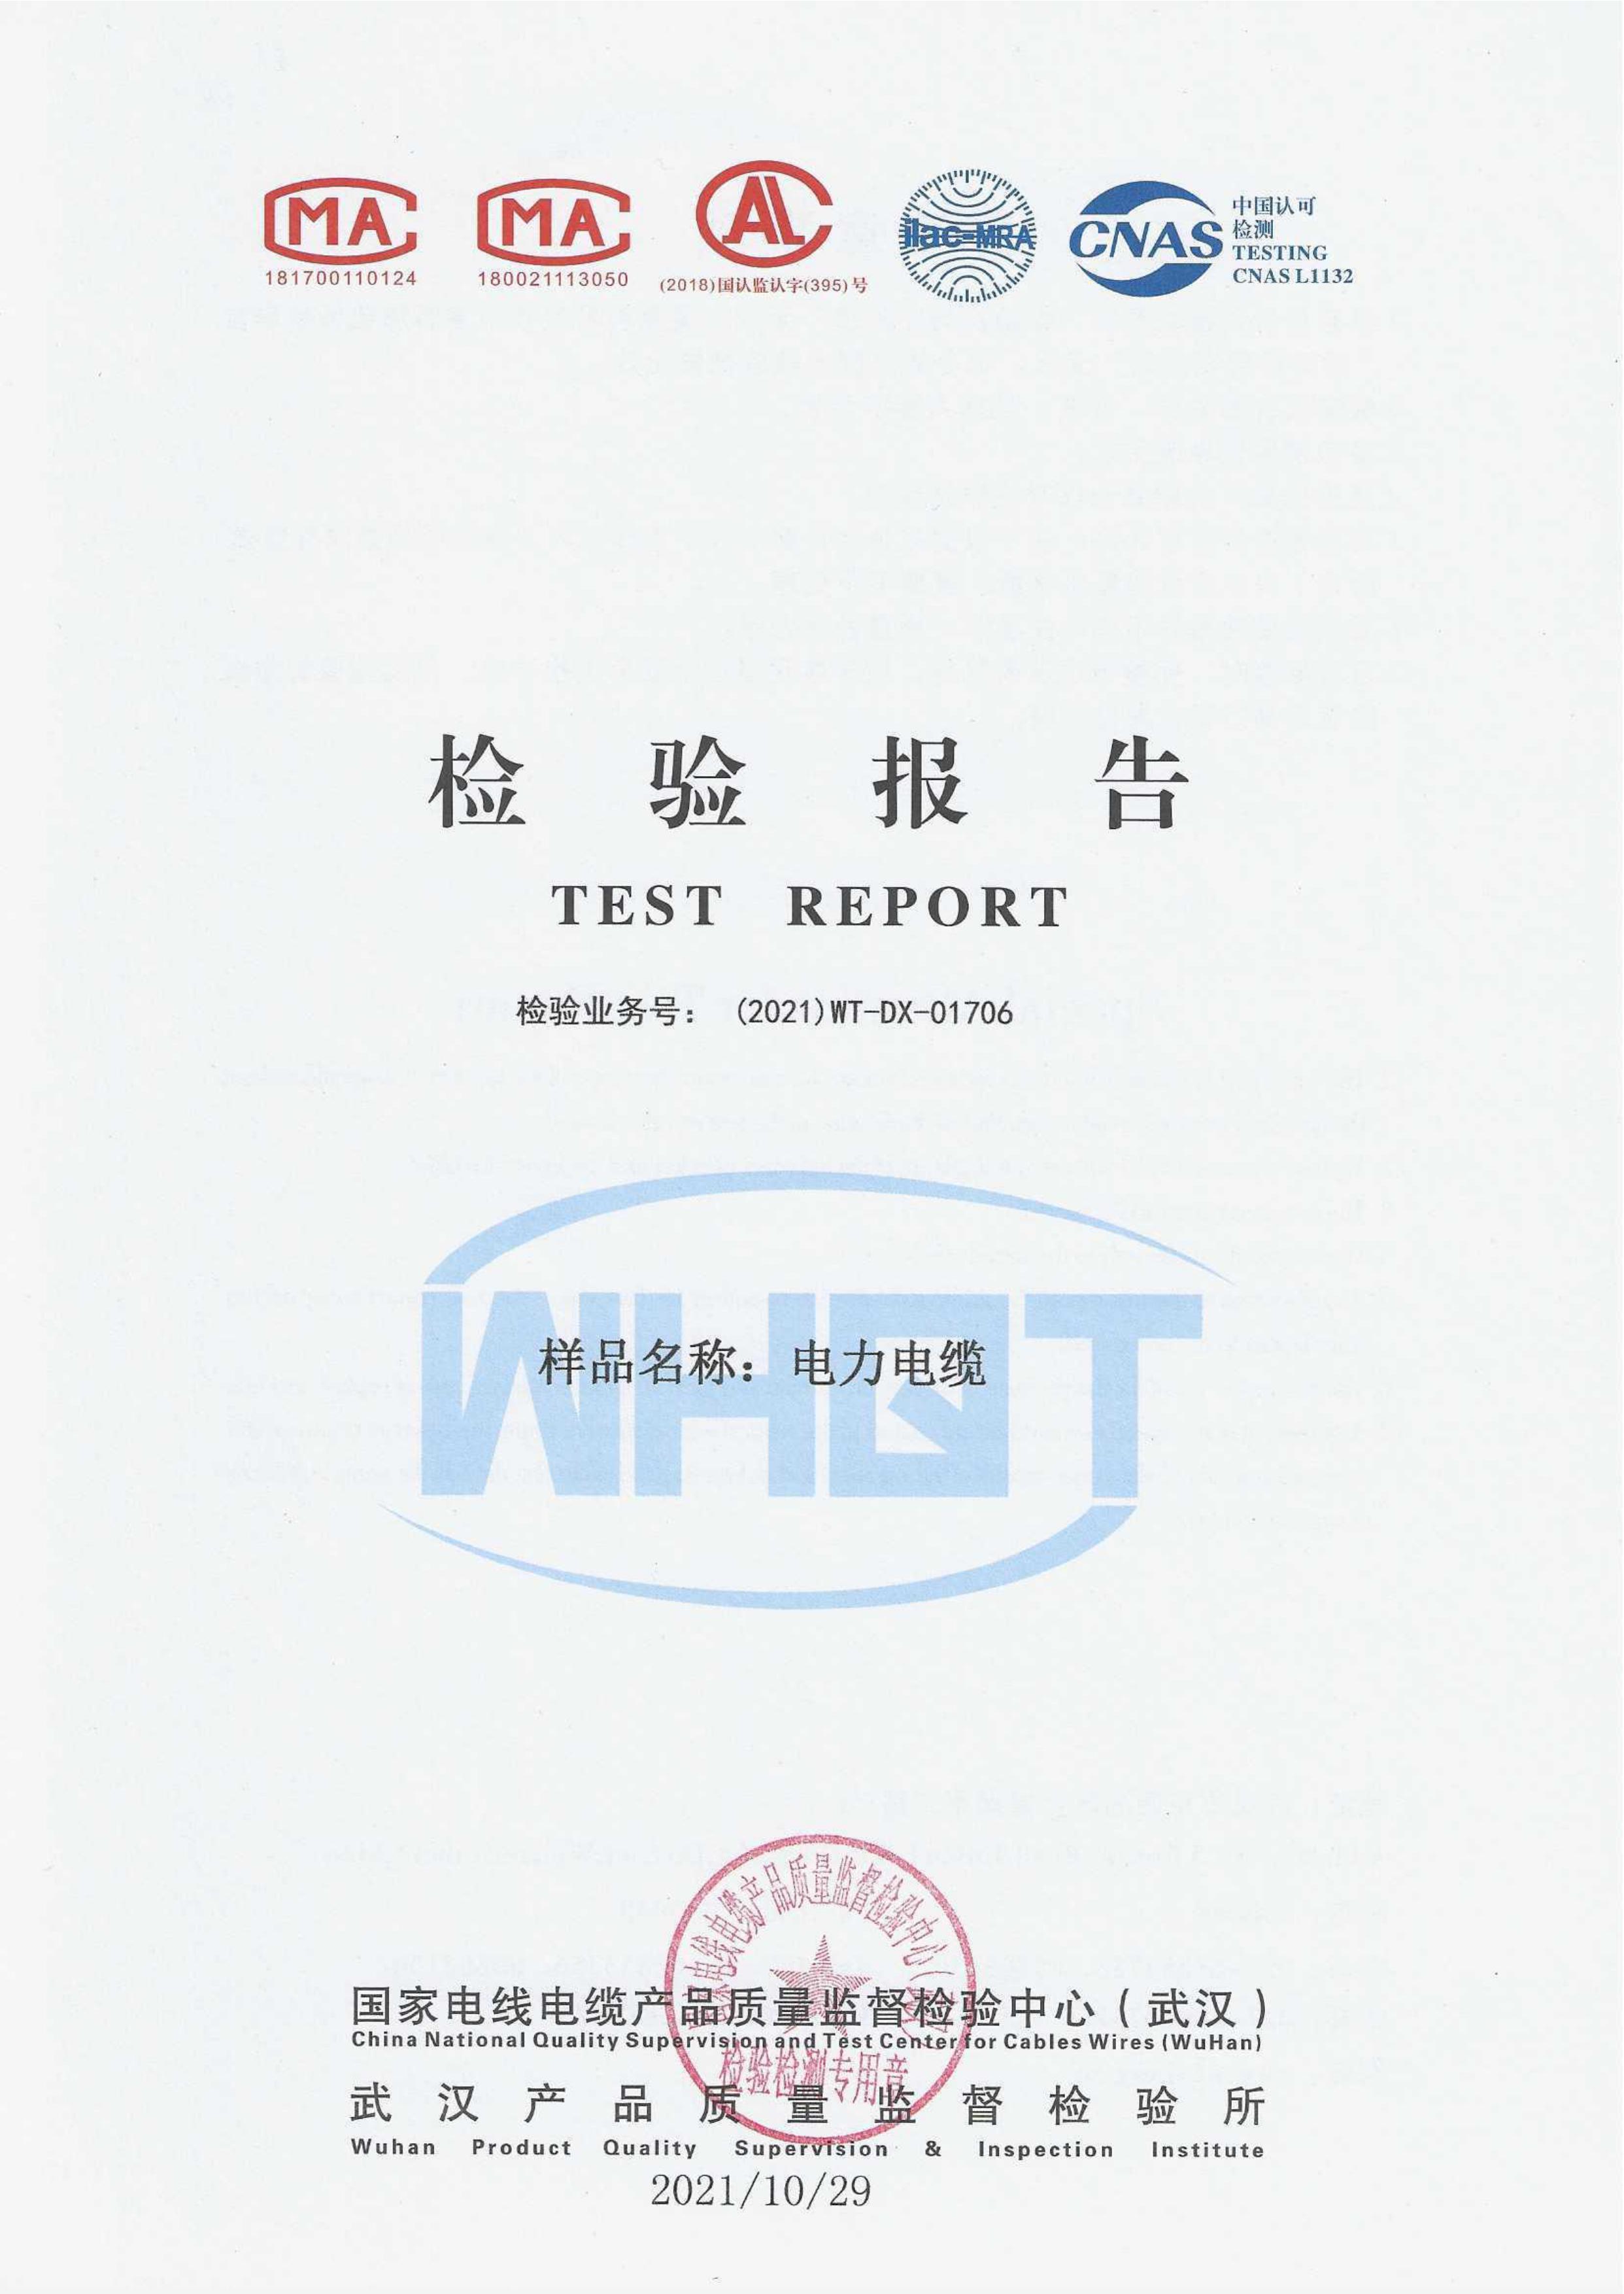 MA MA AL ilac-MRA CNAS 中国认可
检测
TESTING
CNAS L1132
181700110124 180021113050 (2018)国认监认字(395)号
检验报告
TEST REPORT
检验业务号： (2021)WT-DX-01706
WHQT
样品名称：电力电缆
国家电线电缆产品质量监督检验中心（武汉）
检验检测专用章
国家电线电缆产品质量监督检验中心（武汉）
China National Quality Supervision and Test Center for Cables Wires (WuHan)
武汉产品质量监督检验所
Wuhan Product Quality Supervision & Inspection Institute
2021/10/29